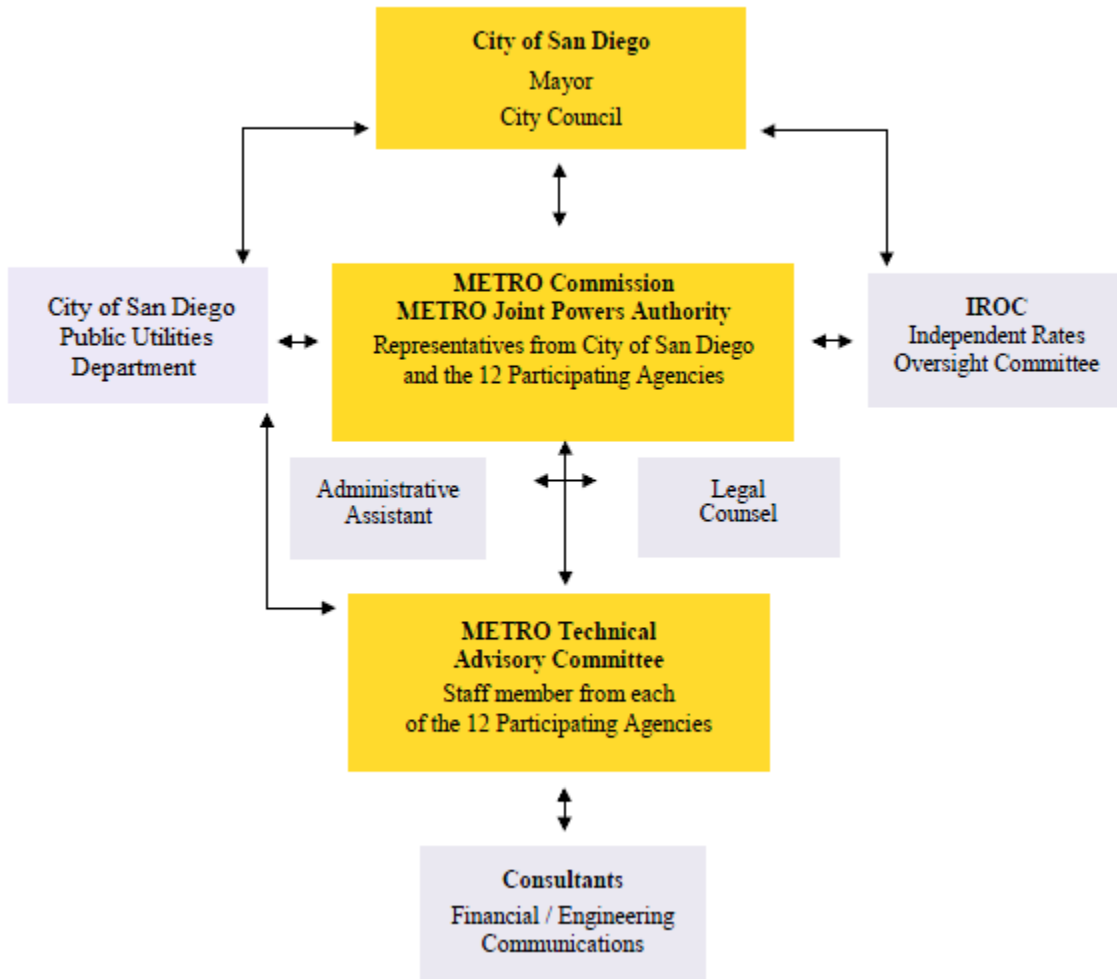 City of San Diego
Mayor
City Council
City of San Diego
Public Utilities
Department
METRO Commission
METRO Joint Powers Authority
Representatives from City of San Diego
and the 12 Participating Agencies
IROC
Independent Rates
Oversight Committee
Administrative
Assistant
Legal
Counsel
METRO Technical
Advisory Committee
Staff member from each
of the 12 Participating Agencies
Consultants
Financial / Engineering
Communications